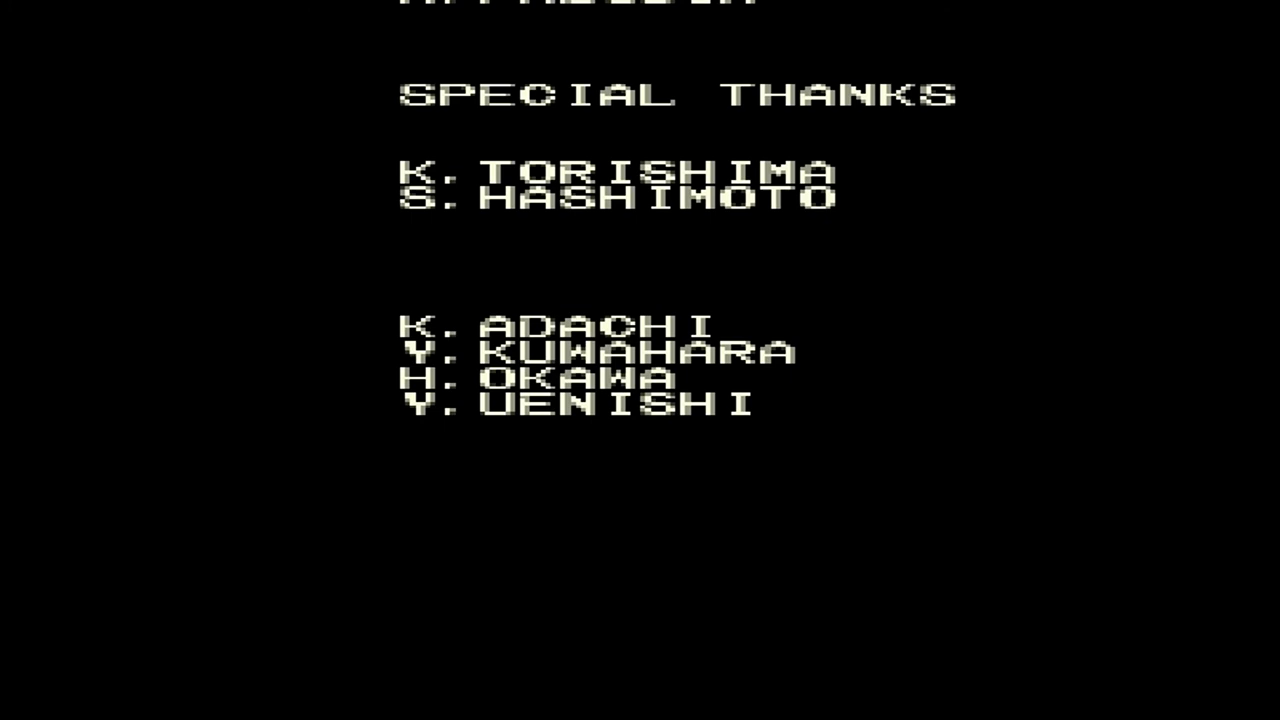 SPECIAL THANKS
K. TORISHIMA
S. HASHIMOTO
K. ADACHI
Y. KUWAHARA
H. OKAWA
Y. UENISHI